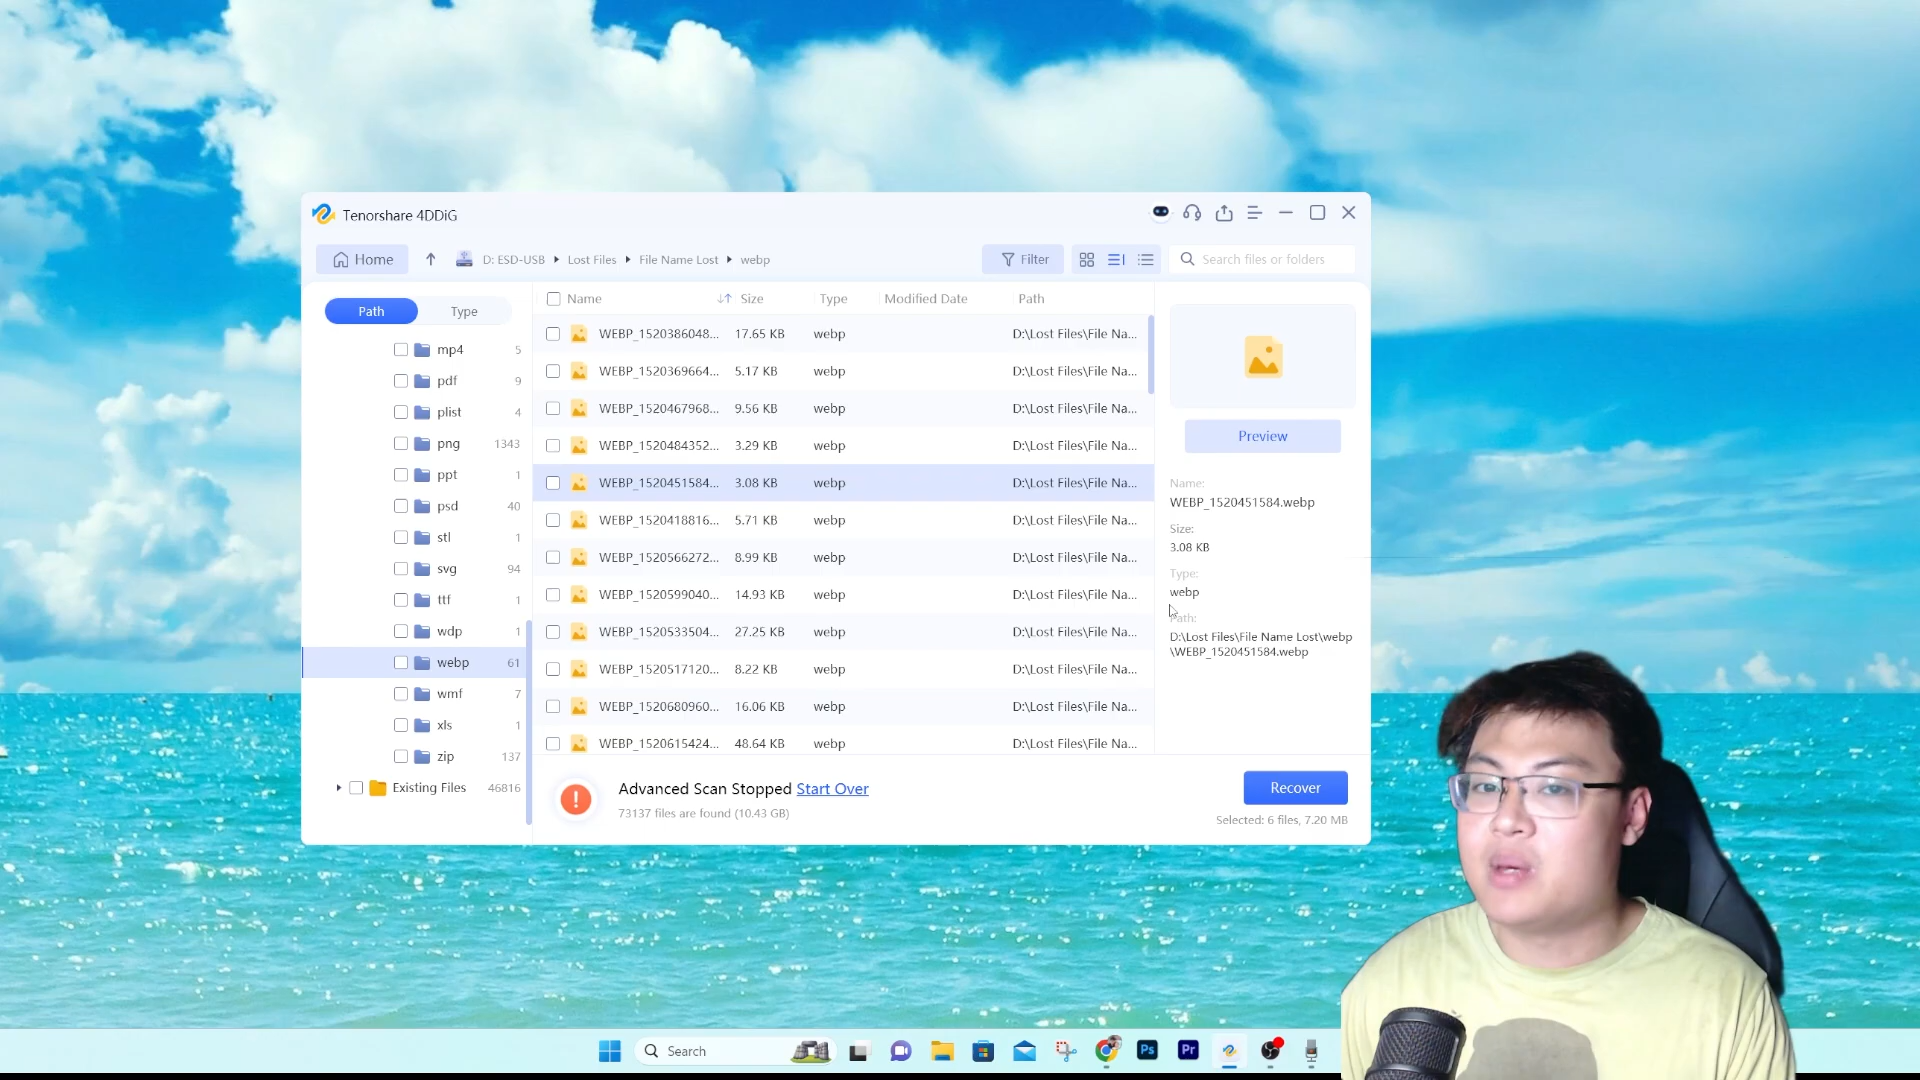 Tenorshare 4DDiG
Home D: ESD-USB Lost Files File Name Lost webp Filter Search files or folders
Path Type
mp4 5
pdf 9
plist 4
png 1343
ppt 1
psd 40
stl 1
svg 94
ttf 1
wdp 1
webp 61
wmf 7
xls 1
zip 137
Existing Files 46816
Name Size Type Modified Date Path
WEBP_1520386048... 17.65 KB webp D:\Lost Files\File Na...
WEBP_1520369664... 5.17 KB webp D:\Lost Files\File Na...
WEBP_1520467968... 9.56 KB webp D:\Lost Files\File Na...
WEBP_1520484352... 3.29 KB webp D:\Lost Files\File Na...
WEBP_1520451584... 3.08 KB webp D:\Lost Files\File Na...
WEBP_1520418816... 5.71 KB webp D:\Lost Files\File Na...
WEBP_1520566272... 8.99 KB webp D:\Lost Files\File Na...
WEBP_1520599040... 14.93 KB webp D:\Lost Files\File Na...
WEBP_1520533504... 27.25 KB webp D:\Lost Files\File Na...
WEBP_1520517120... 8.22 KB webp D:\Lost Files\File Na...
WEBP_1520680960... 16.06 KB webp D:\Lost Files\File Na...
WEBP_1520615424... 48.64 KB webp D:\Lost Files\File Na...
Preview
Name:
WEBP_1520451584.webp
Size:
3.08 KB
Type:
webp
Path:
D:\Lost Files\File Name Lost\webp
\WEBP_1520451584.webp
Advanced Scan Stopped Start Over
73137 files are found (10.43 GB)
Recover
Selected: 6 files, 7.20 MB
Search
Ps
Pr